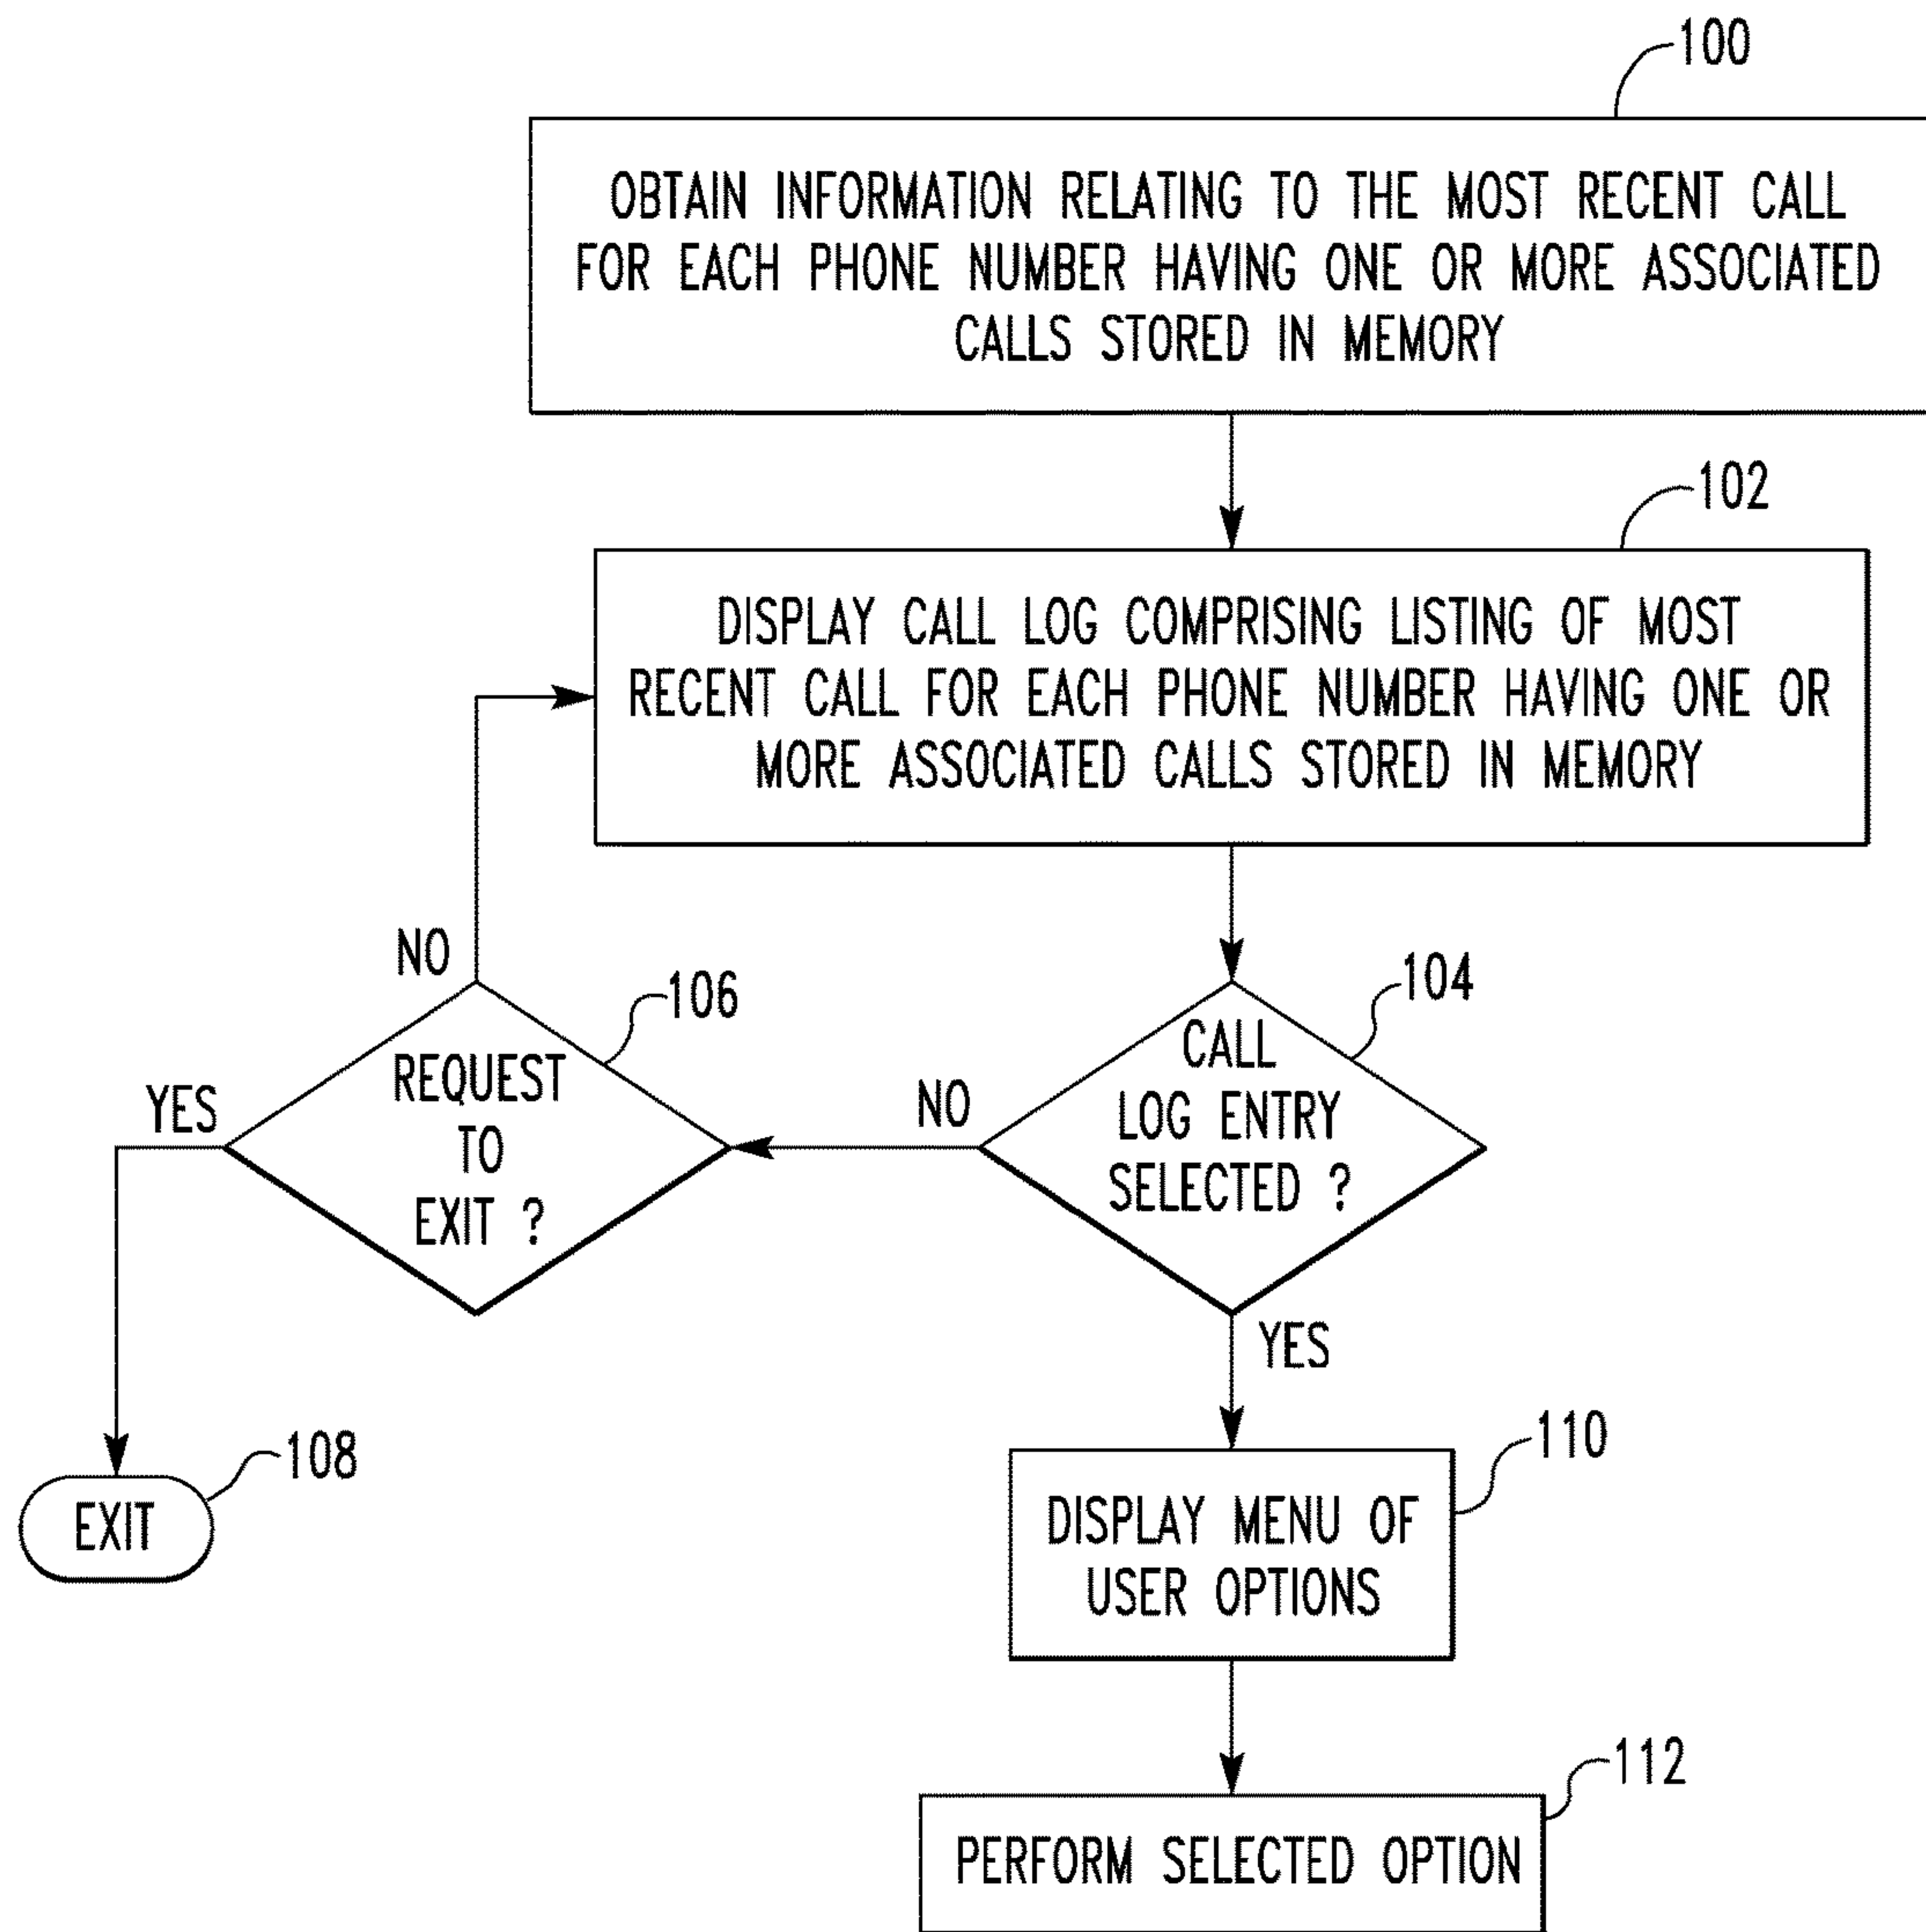 100
OBTAIN INFORMATION RELATING TO THE MOST RECENT CALL
FOR EACH PHONE NUMBER HAVING ONE OR MORE ASSOCIATED
CALLS STORED IN MEMORY
102
DISPLAY CALL LOG COMPRISING LISTING OF MOST
RECENT CALL FOR EACH PHONE NUMBER HAVING ONE OR
MORE ASSOCIATED CALLS STORED IN MEMORY
NO
106
REQUEST
TO
EXIT ?
YES
104
CALL
LOG ENTRY
SELECTED ?
NO
YES
108
EXIT
110
DISPLAY MENU OF
USER OPTIONS
112
PERFORM SELECTED OPTION